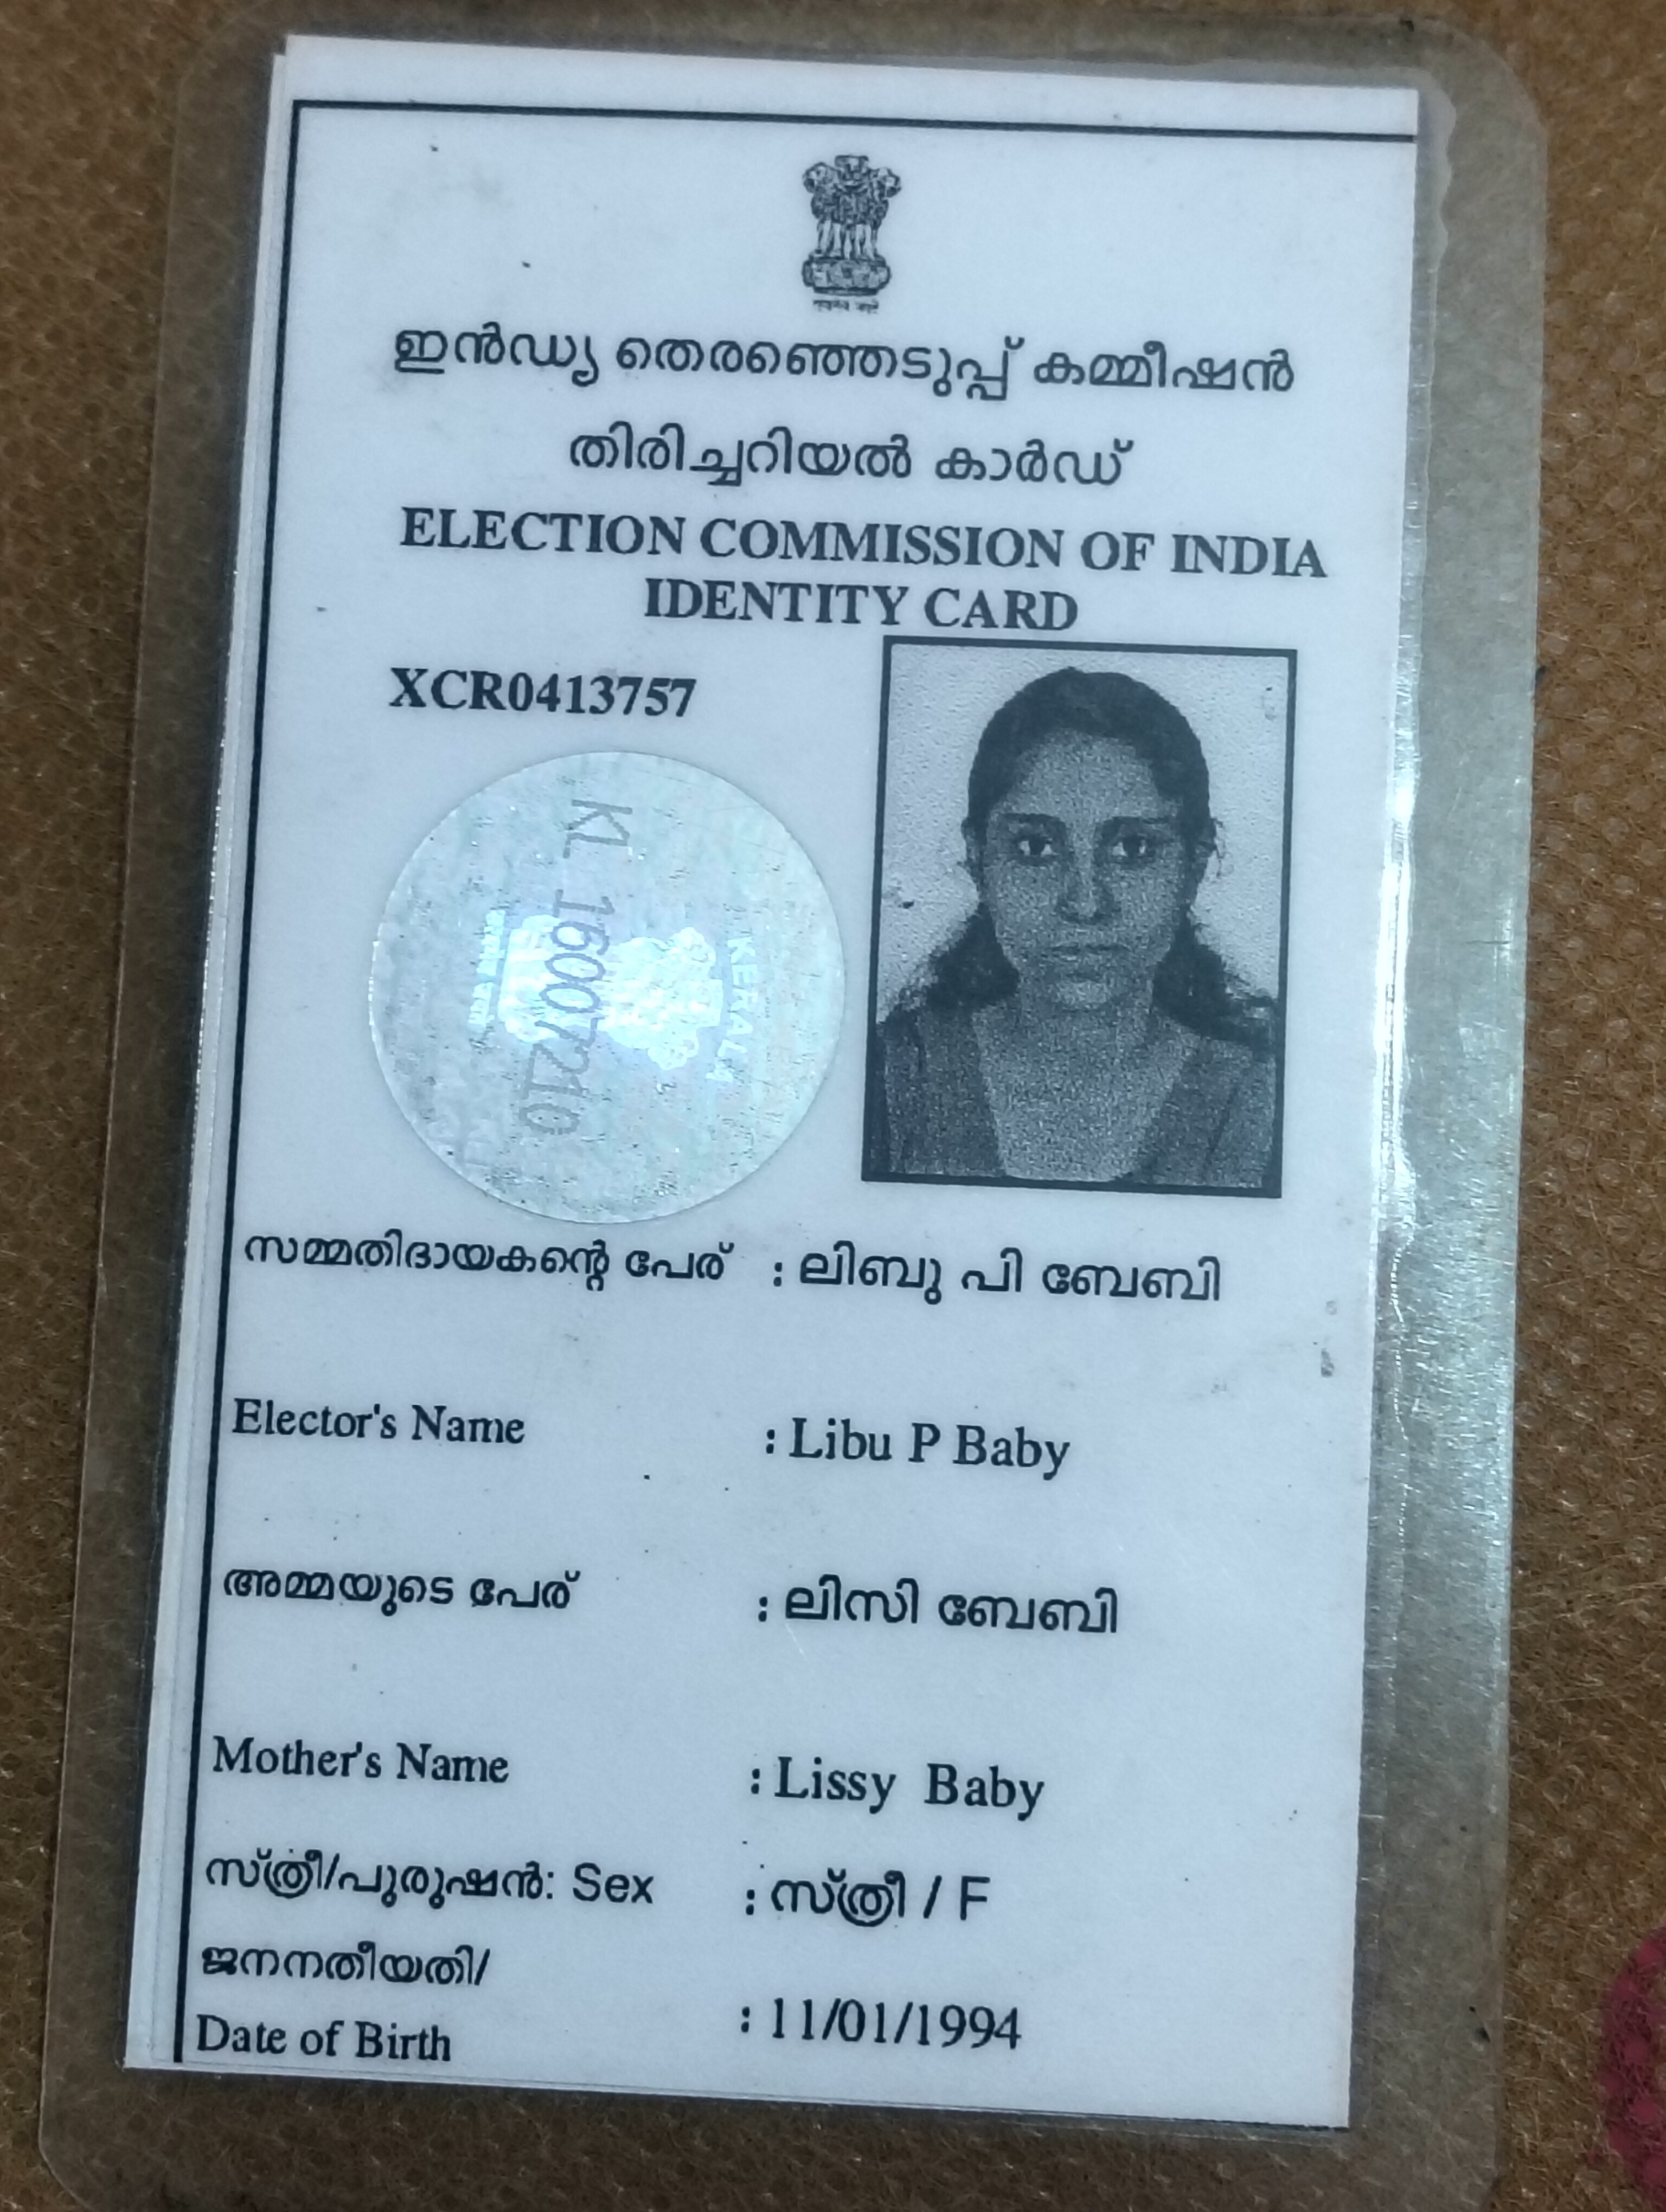 ഇൻഡ്യ തെരഞ്ഞെടുപ്പ് കമ്മീഷൻ
തിരിച്ചറിയൽ കാർഡ്
ELECTION COMMISSION OF INDIA
IDENTITY CARD
XCR0413757
KL 16007210
KERALA
സമ്മതിദായകന്റെ പേര് : ലിബു പി ബേബി
Elector's Name : Libu P Baby
അമ്മയുടെ പേര് : ലിസി ബേബി
Mother's Name : Lissy Baby
സ്ത്രീ/പുരുഷൻ: Sex : സ്ത്രീ / F
ജനനതീയതി/
Date of Birth : 11/01/1994